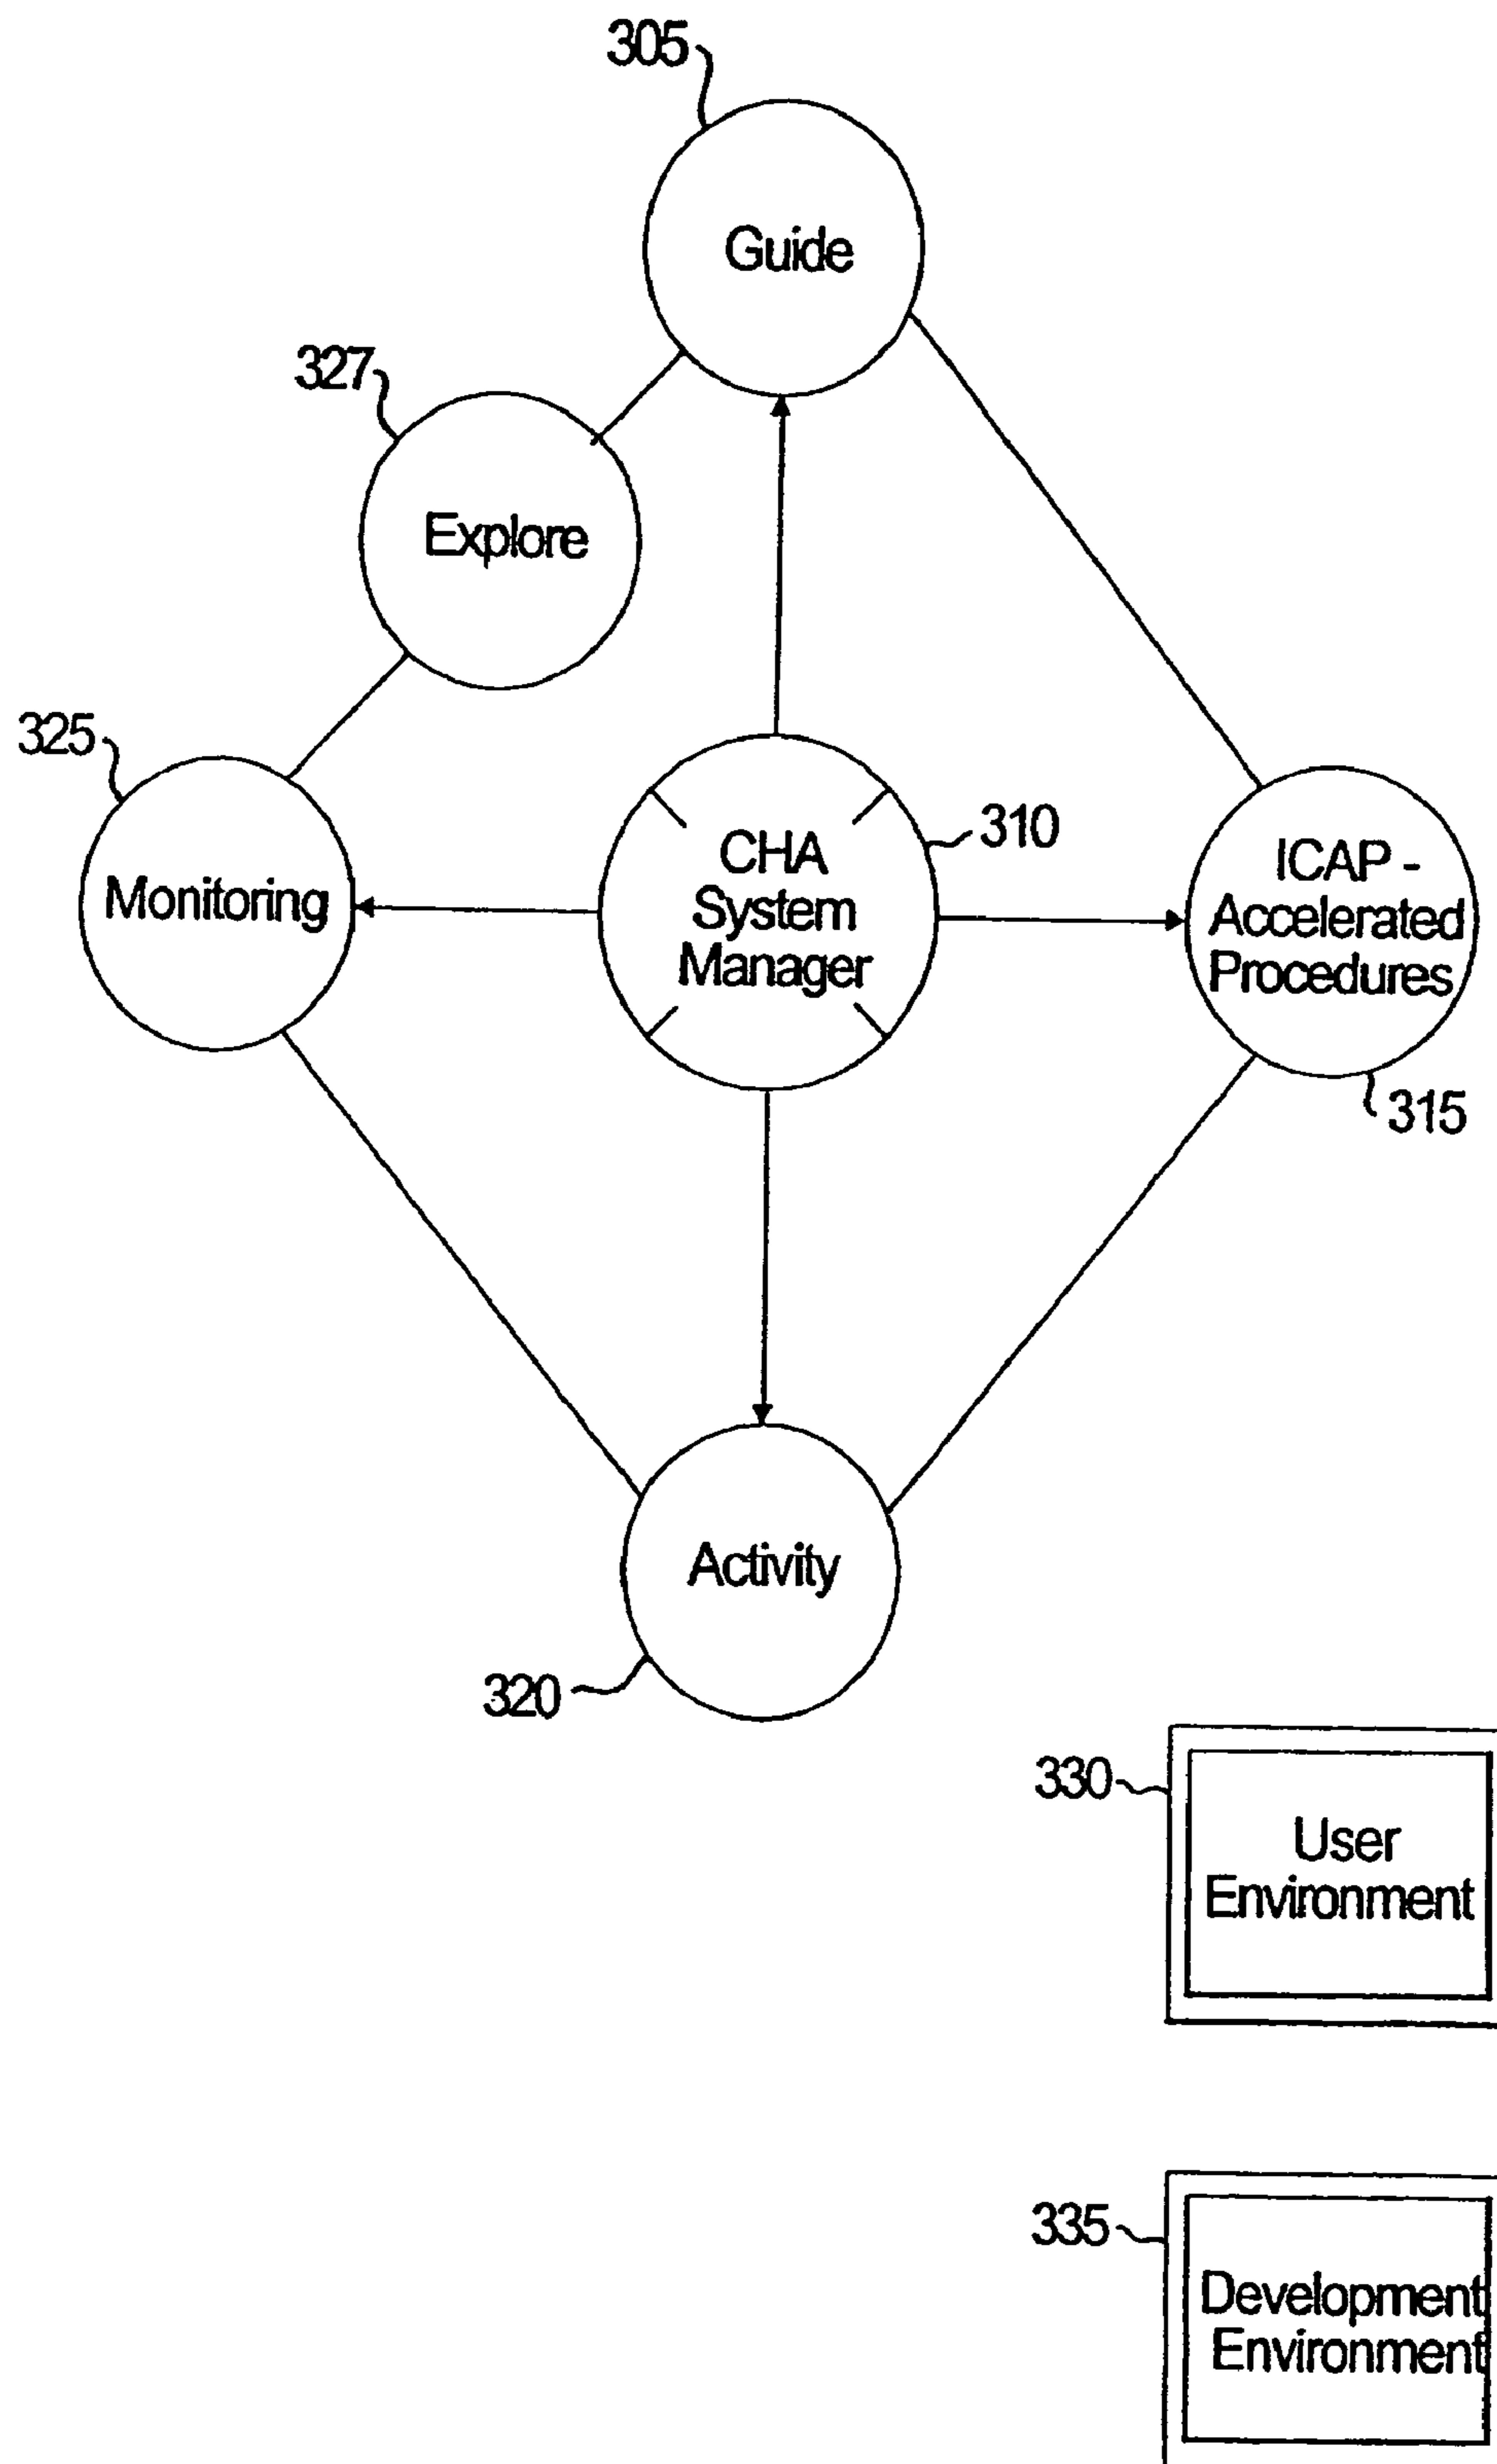 305
Guide
327
Explore
325
Monitoring
CHA
System
Manager
310
ICAP -
Accelerated
Procedures
315
Activity
320
330
User
Environment
335
Development
Environment